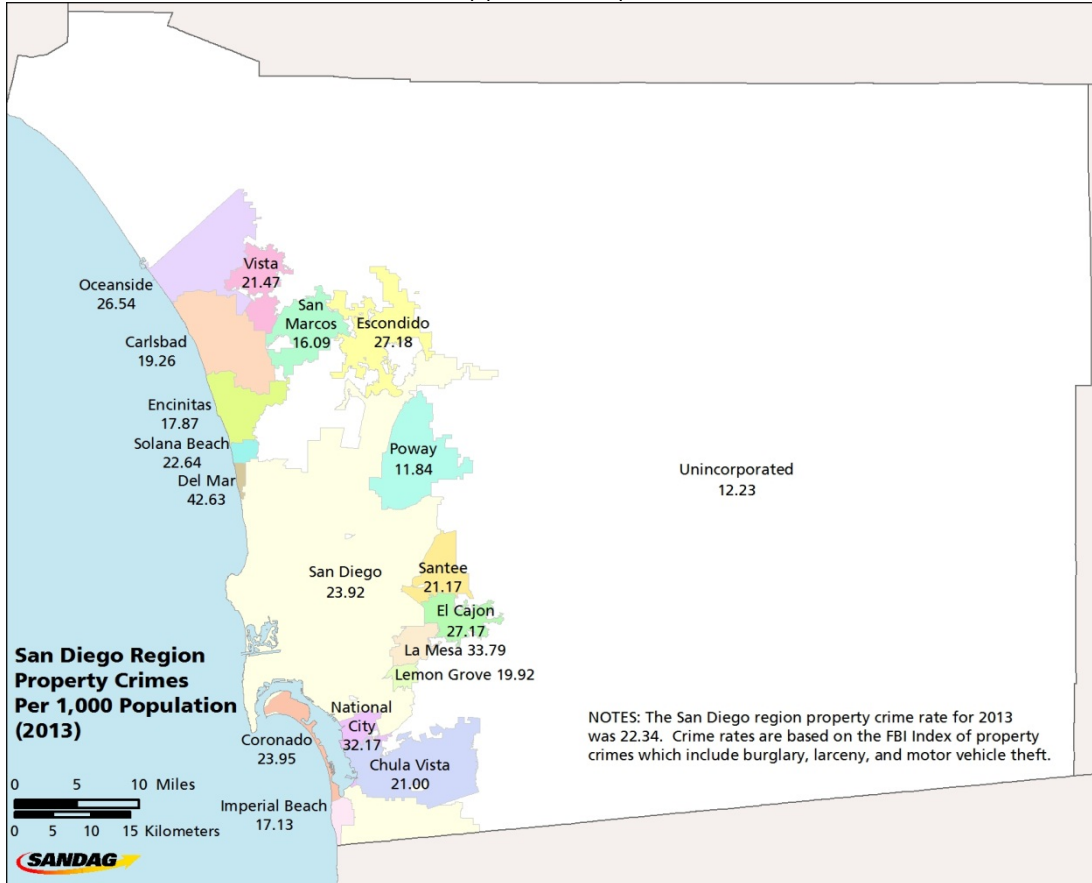 Oceanside
26.54
Vista
21.47
San
Marcos
16.09
Escondido
27.18
Carlsbad
19.26
Encinitas
17.87
Solana Beach
22.64
Del Mar
42.63
Poway
11.84
Unincorporated
12.23
San Diego
23.92
Santee
21.17
El Cajon
27.17
La Mesa 33.79
Lemon Grove 19.92
National
City
32.17
Coronado
23.95
Chula Vista
21.00
Imperial Beach
17.13
San Diego Region
Property Crimes
Per 1,000 Population
(2013)
0 5 10 Miles
0 5 10 15 Kilometers
SANDAG
NOTES: The San Diego region property crime rate for 2013
was 22.34. Crime rates are based on the FBI Index of property
crimes which include burglary, larceny, and motor vehicle theft.